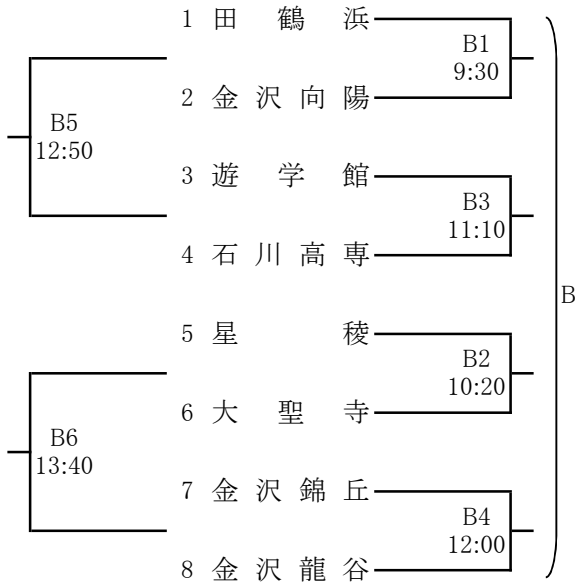 1 田鶴浜
B1
9:30
2 金沢向陽
B5
12:50
3 遊学館
B3
11:10
4 石川高専
B
5 星稜
B2
10:20
6 大聖寺
B6
13:40
7 金沢錦丘
B4
12:00
8 金沢龍谷